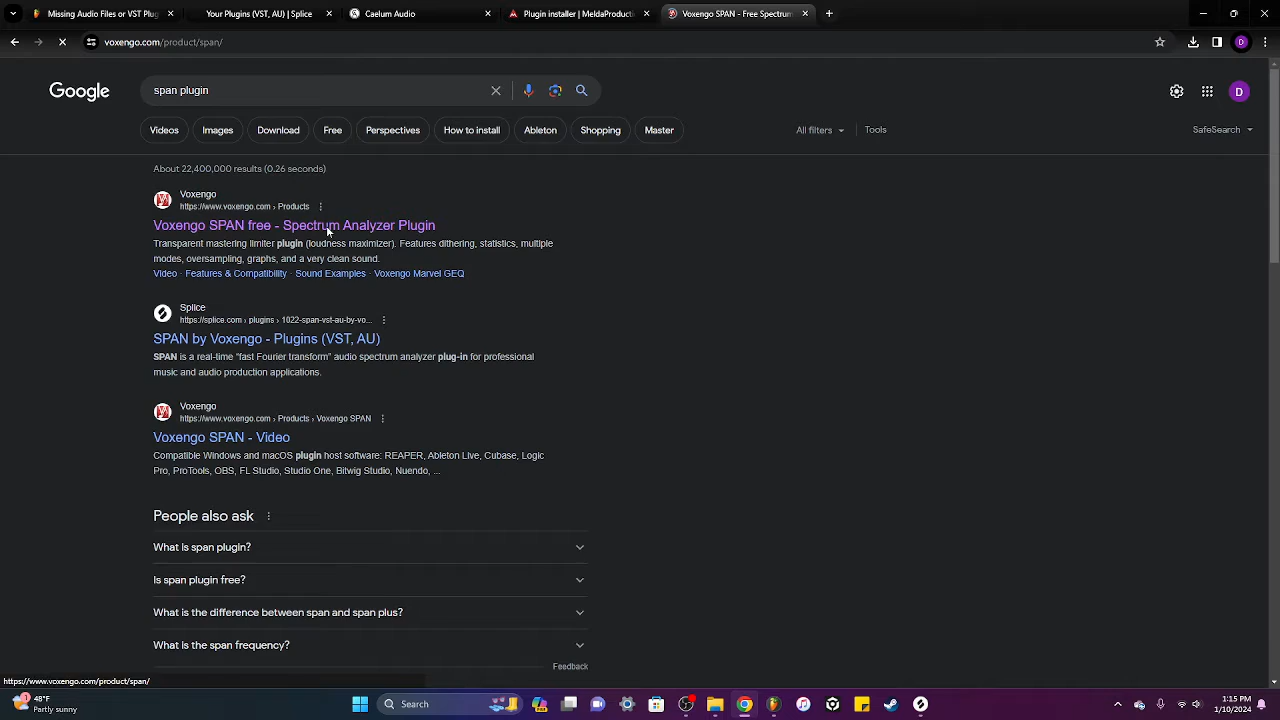 Missing Audio Files or VST Plug
Your Plugins (VST, AU) | Splice
Caelum Audio
Plugin installer | MeldaProducti
Voxengo SPAN - Free Spectrum
voxengo.com/product/span/
D
Google
span plugin
D
Videos
Images
Download
Free
Perspectives
How to install
Ableton
Shopping
Master
All filters
Tools
SafeSearch
About 22,400,000 results (0.26 seconds)
Voxengo
https://www.voxengo.com › Products
Voxengo SPAN free - Spectrum Analyzer Plugin
Transparent mastering limiter plugin (loudness maximizer). Features dithering, statistics, multiple
modes, oversampling, graphs, and a very clean sound.
Video · Features & Compatibility · Sound Examples · Voxengo Marvel GEQ
Splice
https://splice.com › plugins › 1022-span-vst-au-by-vo...
SPAN by Voxengo - Plugins (VST, AU)
SPAN is a real-time "fast Fourier transform" audio spectrum analyzer plug-in for professional
music and audio production applications.
Voxengo
https://www.voxengo.com › Products › Voxengo SPAN
Voxengo SPAN - Video
Compatible Windows and macOS plugin host software: REAPER, Ableton Live, Cubase, Logic
Pro, ProTools, OBS, FL Studio, Studio One, Bitwig Studio, Nuendo, ...
People also ask
What is span plugin?
Is span plugin free?
What is the difference between span and span plus?
What is the span frequency?
Feedback
https://www.voxengo.com/product/span/
1
48°F
Partly sunny
Search
1:15 PM
1/10/2024